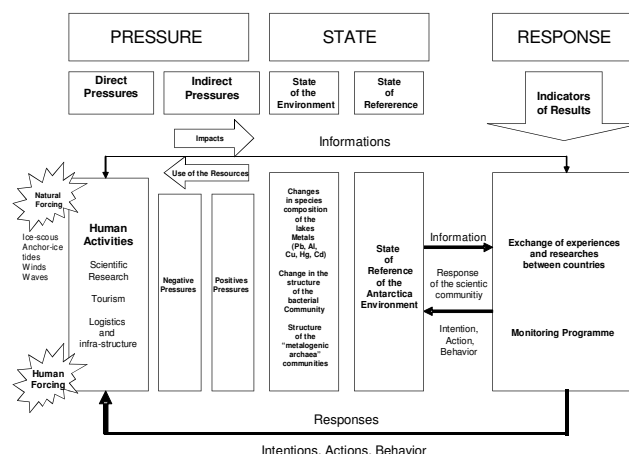 PRESSURE
STATE
RESPONSE
Direct
Pressures
Indirect
Pressures
State
of the
Environment
State
of
Refererence
Indicators
of Results
Impacts
Informations
Use of the Resources
Natural
Forcing
Ice-scous
Anchor-ice
tides
Winds
Waves
Human
Forcing
Human
Activities
Scientific
Research
Tourism
Logistics
and
infra-structure
Negative
Pressures
Positives
Pressures
Changes
in species
composition
of the
lakes
Metals
(Pb, Al,
Cu, Hg, Cd)
Change in the
structure
of the
bacterial
Community
Structure
of the
"metalogenic
archaea"
communities
State
of
Reference
of the
Antarctica
Environment
Information
Response
of the scientic
community
Intention,
Action,
Behavior
Exchange of experiences
and researches
between countries
Monitoring Programme
Responses
Intentions, Actions, Behavior